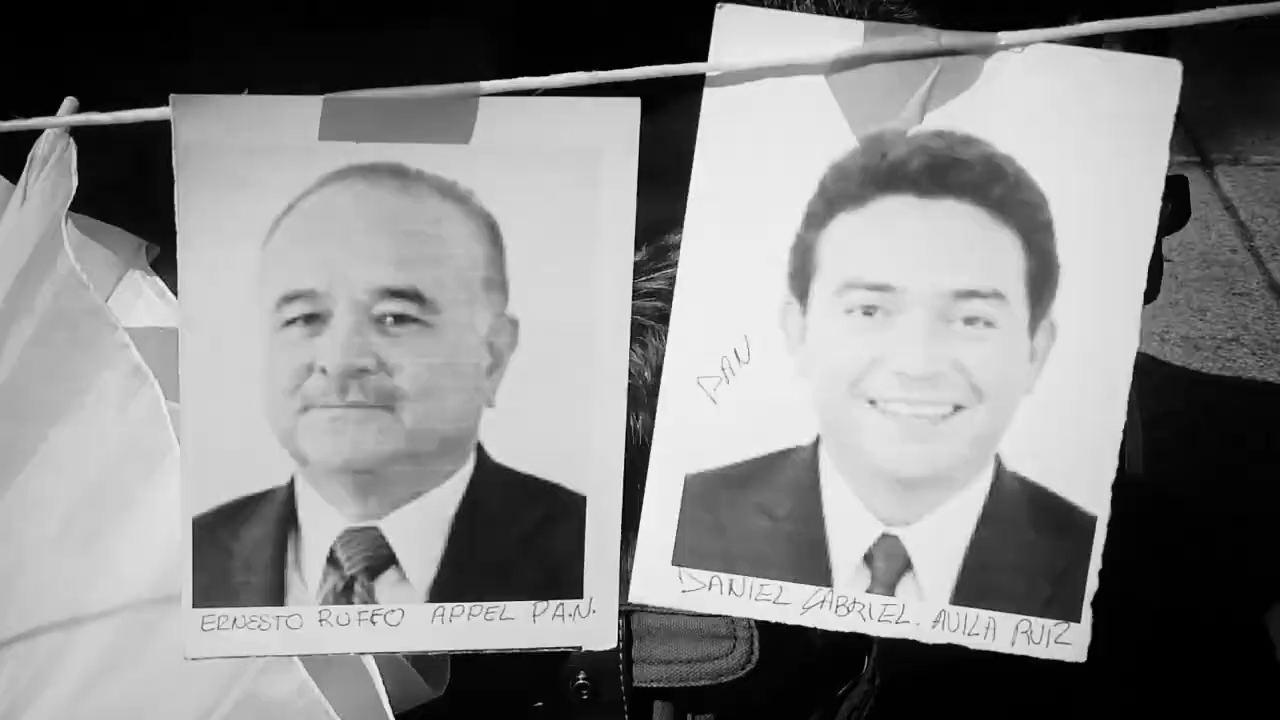 ERNESTO RUFFO APPEL P.A.N.
PAN
DANIEL GABRIEL. AVILA RUIZ